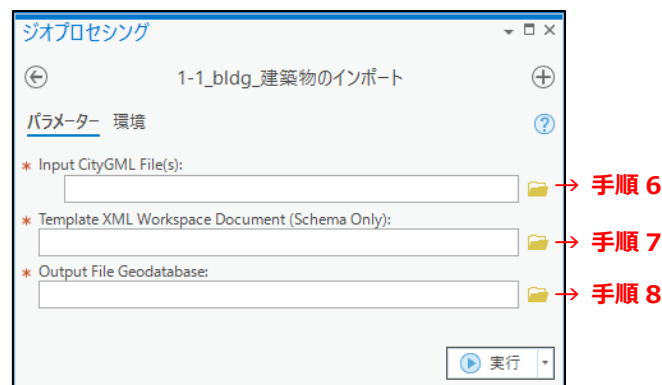 ジオプロセシング
1-1_bldg_建築物のインポート
パラメーター 環境
* Input CityGML File(s):
→ 手順 6
* Template XML Workspace Document (Schema Only):
→ 手順 7
* Output File Geodatabase:
→ 手順 8
実行